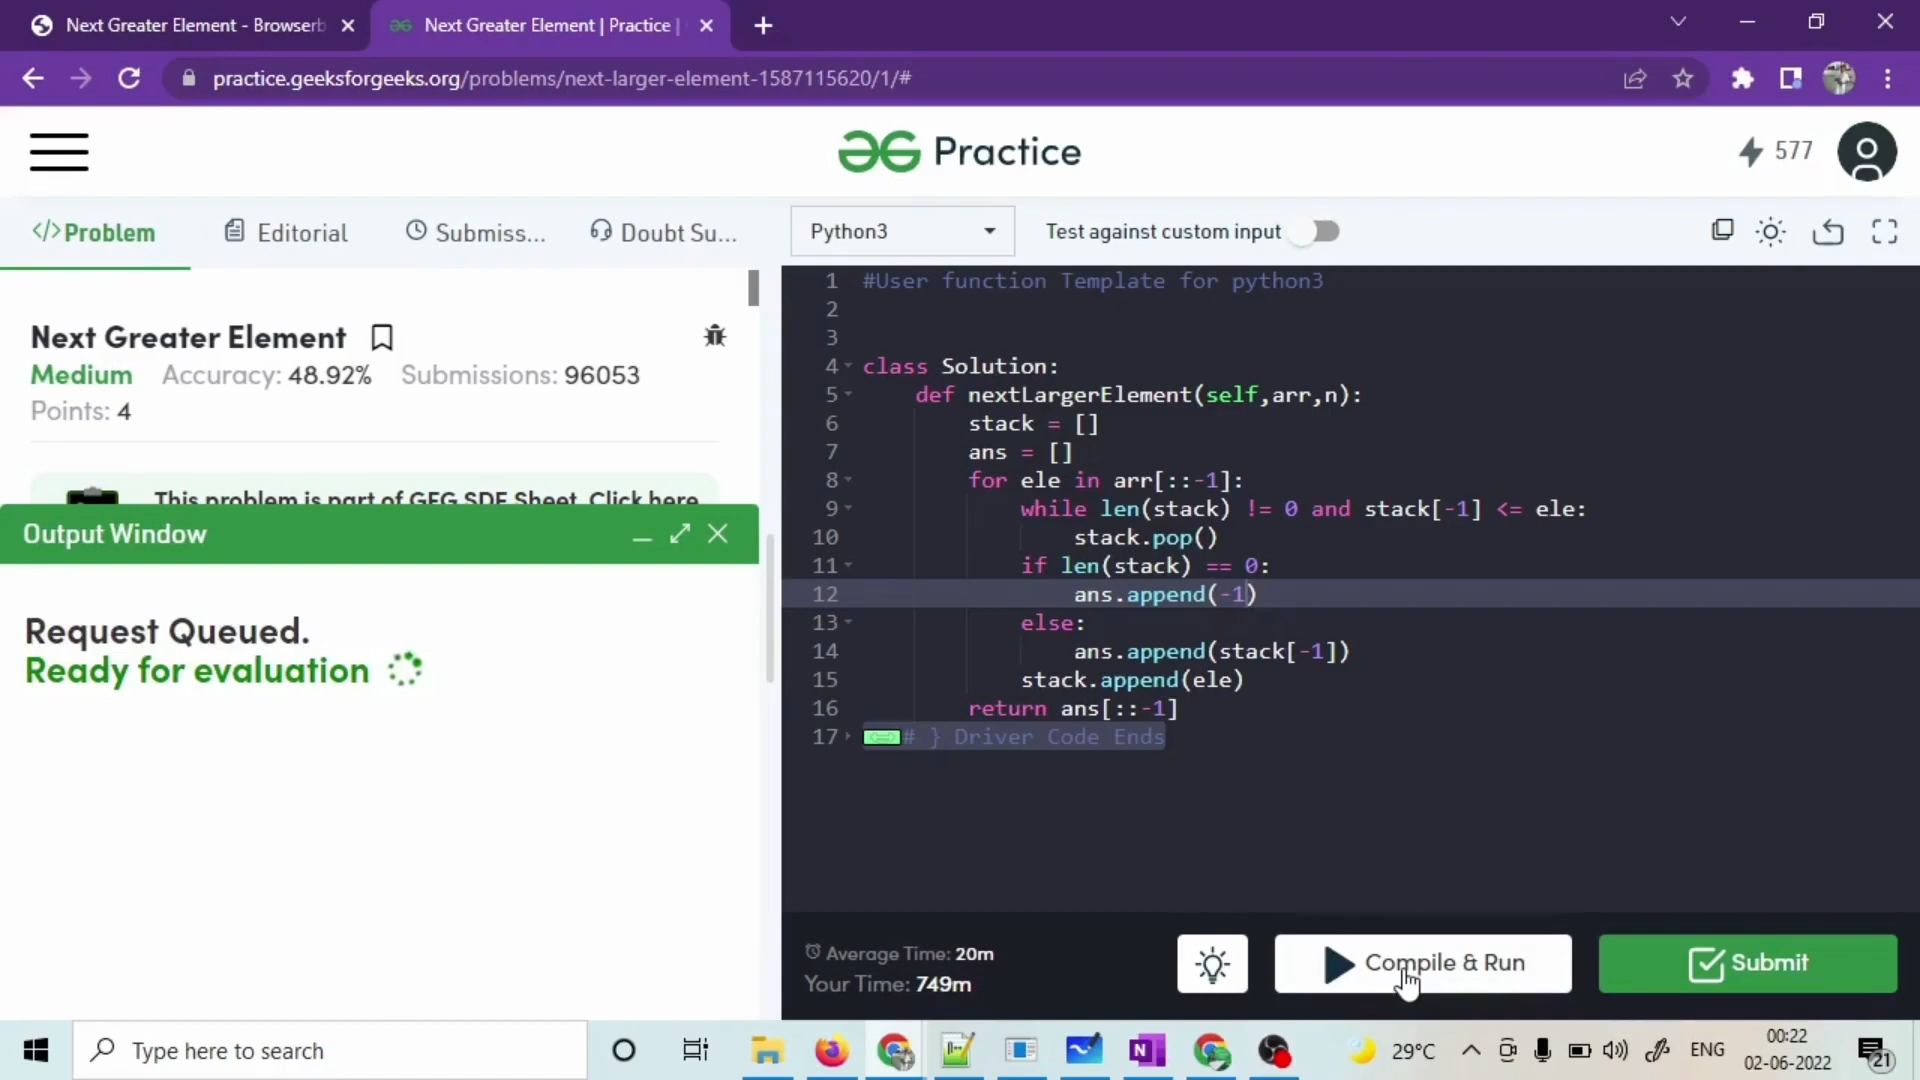 Next Greater Element - Browserb
Next Greater Element | Practice |
practice.geeksforgeeks.org/problems/next-larger-element-1587115620/1/#
Practice
577
</>Problem
Editorial
Submiss...
Doubt Su...
Python3
Test against custom input
Next Greater Element
Medium Accuracy: 48.92% Submissions: 96053
Points: 4
This problem is part of GFG SDE Sheet. Click here
Output Window
Request Queued.
Ready for evaluation
1 #User function Template for python3
2
3
4 class Solution:
5 def nextLargerElement(self,arr,n):
6 stack = []
7 ans = []
8 for ele in arr[::-1]:
9 while len(stack) != 0 and stack[-1] <= ele:
10 stack.pop()
11 if len(stack) == 0:
12 ans.append(-1)
13 else:
14 ans.append(stack[-1])
15 stack.append(ele)
16 return ans[::-1]
17 # } Driver Code Ends
Average Time: 20m
Your Time: 749m
Compile & Run
Submit
Type here to search
N
29°C
ENG
00:22
02-06-2022
21